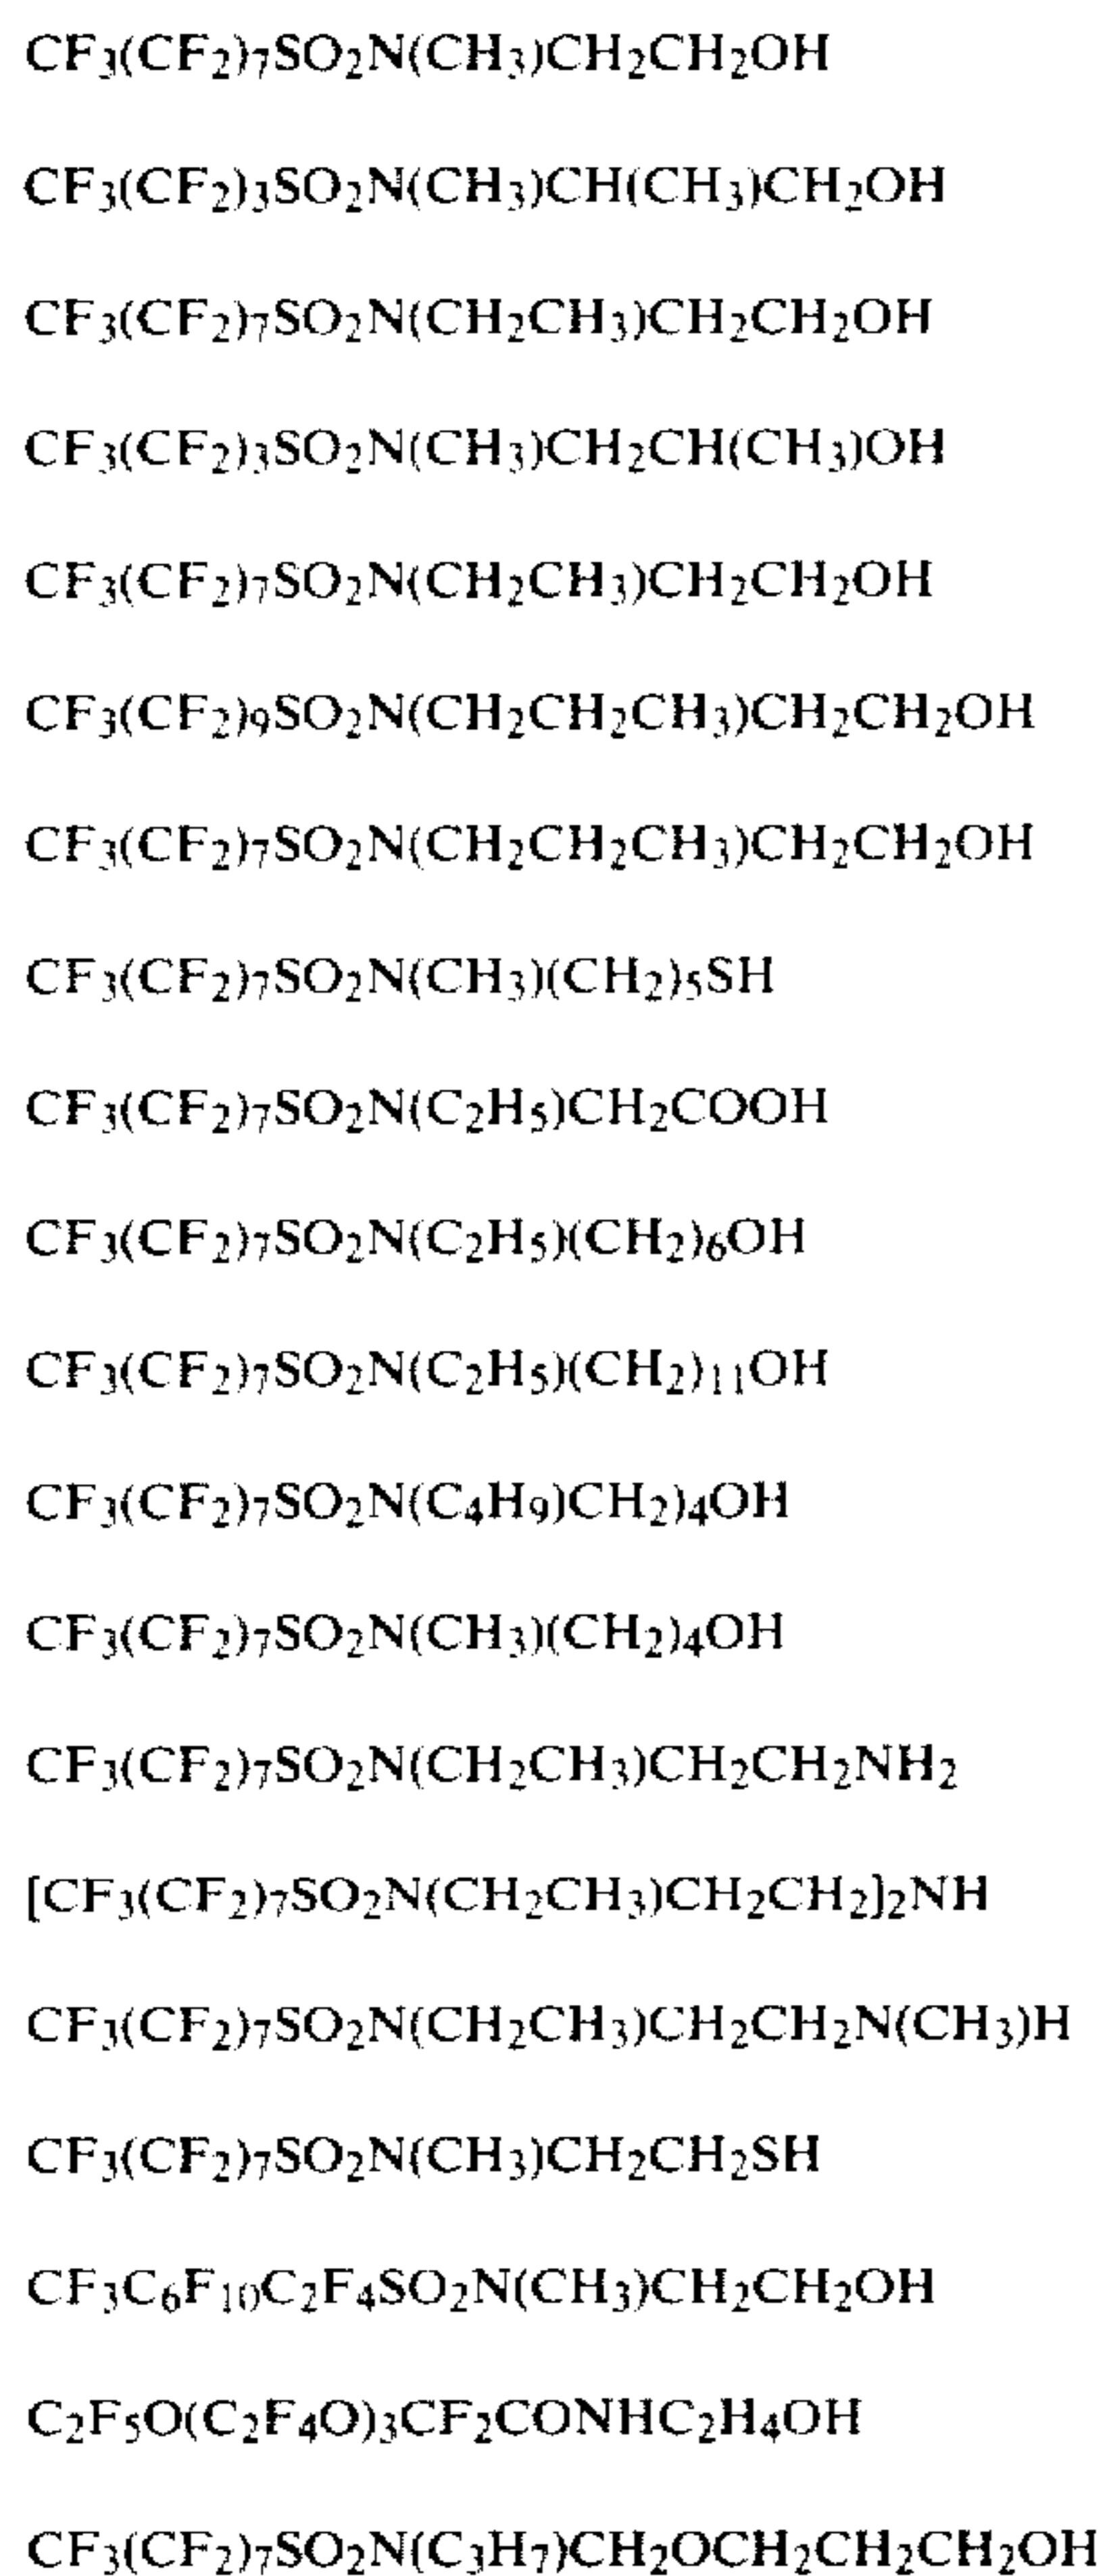 CF₃(CF₂)₇SO₂N(CH₃)CH₂CH₂OH
CF₃(CF₂)₃SO₂N(CH₃)CH(CH₃)CH₂OH
CF₃(CF₂)₇SO₂N(CH₂CH₃)CH₂CH₂OH
CF₃(CF₂)₃SO₂N(CH₃)CH₂CH(CH₃)OH
CF₃(CF₂)₇SO₂N(CH₂CH₃)CH₂CH₂OH
CF₃(CF₂)₉SO₂N(CH₂CH₂CH₃)CH₂CH₂OH
CF₃(CF₂)₇SO₂N(CH₂CH₂CH₃)CH₂CH₂OH
CF₃(CF₂)₇SO₂N(CH₃)(CH₂)₅SH
CF₃(CF₂)₇SO₂N(C₂H₅)CH₂COOH
CF₃(CF₂)₇SO₂N(C₂H₅)(CH₂)₆OH
CF₃(CF₂)₇SO₂N(C₂H₅)(CH₂)₁₁OH
CF₃(CF₂)₇SO₂N(C₄H₉)CH₂)₄OH
CF₃(CF₂)₇SO₂N(CH₃)(CH₂)₄OH
CF₃(CF₂)₇SO₂N(CH₂CH₃)CH₂CH₂NH₂
[CF₃(CF₂)₇SO₂N(CH₂CH₃)CH₂CH₂]₂NH
CF₃(CF₂)₇SO₂N(CH₂CH₃)CH₂CH₂N(CH₃)H
CF₃(CF₂)₇SO₂N(CH₃)CH₂CH₂SH
CF₃C₆F₁₀C₂F₄SO₂N(CH₃)CH₂CH₂OH
C₂F₅O(C₂F₄O)₃CF₂CONHC₂H₄OH
CF₃(CF₂)₇SO₂N(C₃H₇)CH₂OCH₂CH₂CH₂OH